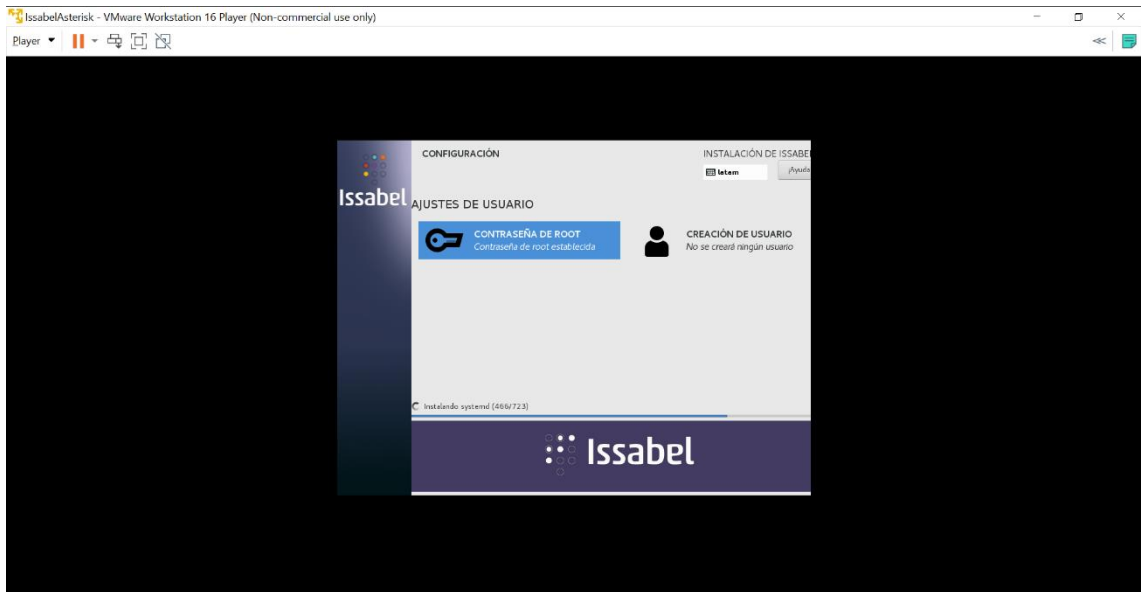 IssabelAsterisk - VMware Workstation 16 Player (Non-commercial use only)
Player
CONFIGURACIÓN
INSTALACIÓN DE ISSABEL
latam
¡Ayuda
Issabel
AJUSTES DE USUARIO
CONTRASEÑA DE ROOT
Contraseña de root establecida
CREACIÓN DE USUARIO
No se creará ningún usuario
Instalando systemd (466/723)
Issabel